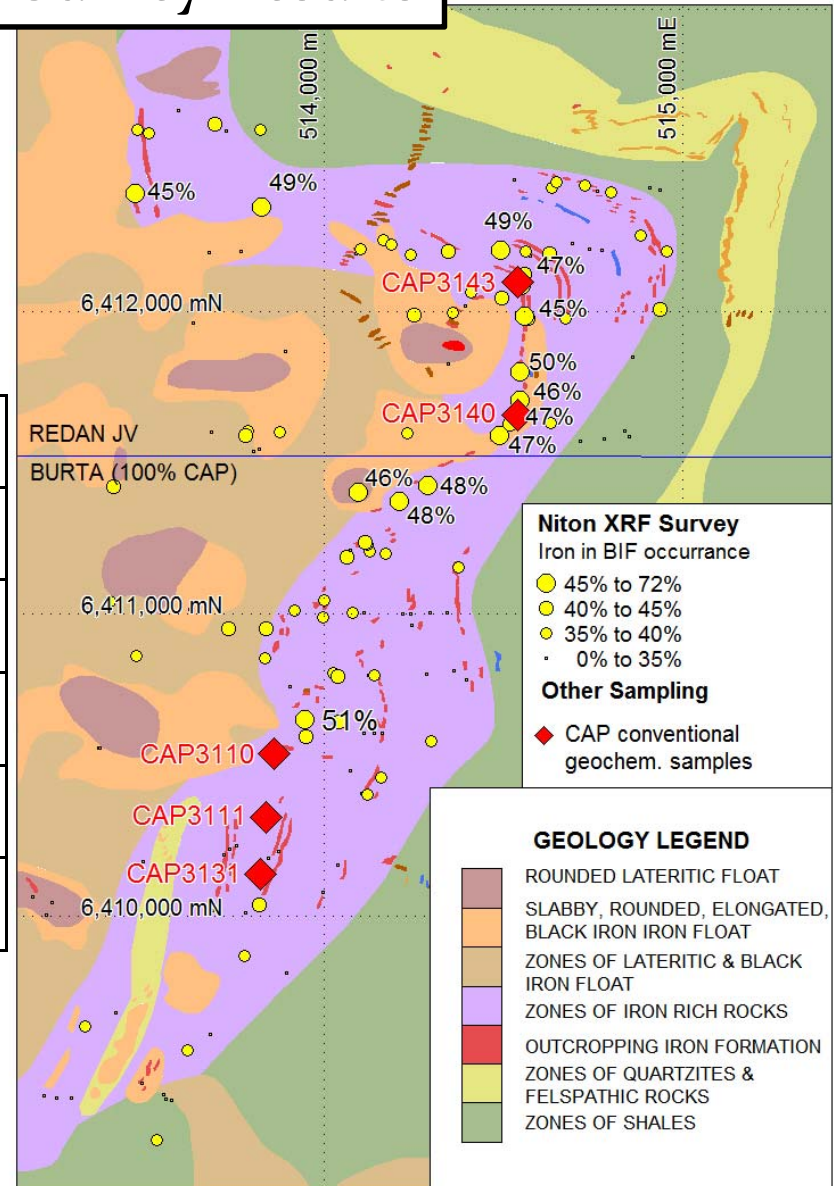 514,000 m
515,000 mE
45%
49%
49%
47%
CAP3143
6,412,000 mN
45%
50%
46%
CAP3140
47%
REDAN JV
47%
BURTA (100% CAP)
46%
48%
48%
Niton XRF Survey
Iron in BIF occurrance
45% to 72%
40% to 45%
35% to 40%
0% to 35%
Other Sampling
CAP conventional
geochem. samples
6,411,000 mN
51%
CAP3110
CAP3111
CAP3131
6,410,000 mN
GEOLOGY LEGEND
ROUNDED LATERITIC FLOAT
SLABBY, ROUNDED, ELONGATED,
BLACK IRON IRON FLOAT
ZONES OF LATERITIC & BLACK
IRON FLOAT
ZONES OF IRON RICH ROCKS
OUTCROPPING IRON FORMATION
ZONES OF QUARTZITES &
FELSPATHIC ROCKS
ZONES OF SHALES